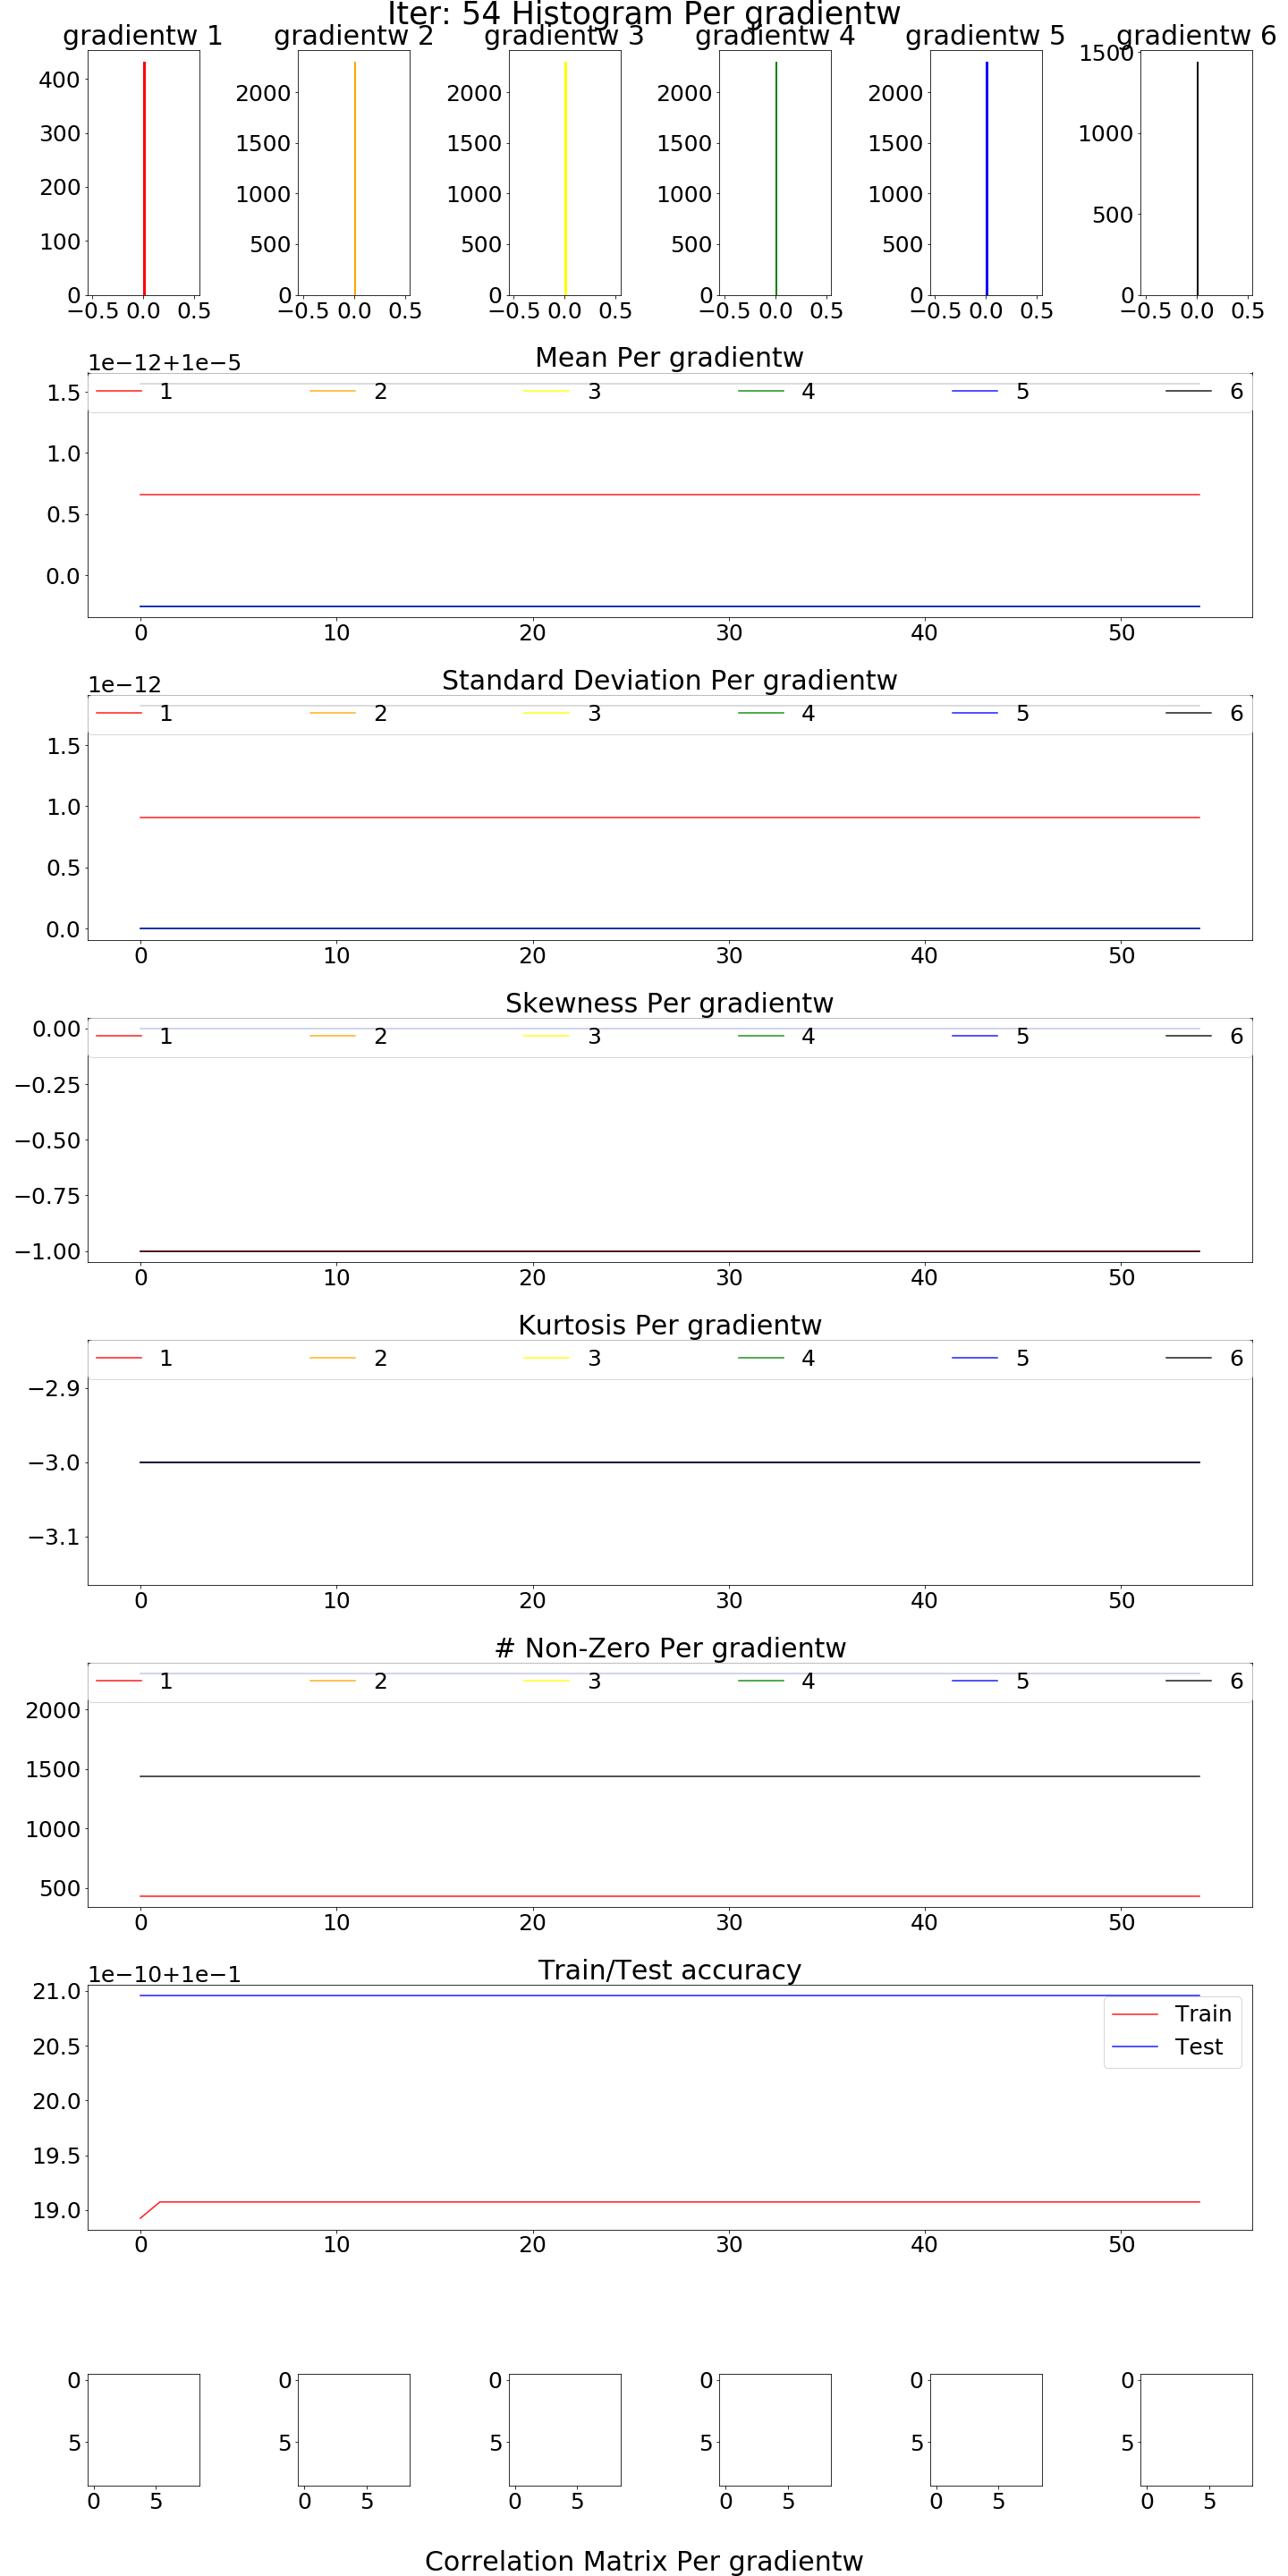 Iter: 54 Histogram Per gradientw
gradientw 1 gradientw 2 gradientw 3 gradientw 4 gradientw 5 gradientw 6
400 300 200 100 0
−0.5 0.0 0.5
2000 1500 1000 500 0
−0.5 0.0 0.5
2000 1500 1000 500 0
−0.5 0.0 0.5
2000 1500 1000 500 0
−0.5 0.0 0.5
2000 1500 1000 500 0
−0.5 0.0 0.5
1500 1000 500 0
−0.5 0.0 0.5
Mean Per gradientw
1e−12+1e−5
1 2 3 4 5 6
1.5
1.0
0.5
0.0
0 10 20 30 40 50
Standard Deviation Per gradientw
1e−12
1 2 3 4 5 6
1.5
1.0
0.5
0.0
0 10 20 30 40 50
Skewness Per gradientw
1 2 3 4 5 6
0.00
−0.25
−0.50
−0.75
−1.00
0 10 20 30 40 50
Kurtosis Per gradientw
1 2 3 4 5 6
−2.9
−3.0
−3.1
0 10 20 30 40 50
# Non-Zero Per gradientw
1 2 3 4 5 6
2000
1500
1000
500
0 10 20 30 40 50
Train/Test accuracy
1e−10+1e−1
21.0
20.5
20.0
19.5
19.0
Train
Test
0 10 20 30 40 50
0 0 0 0 0 0
5 5 5 5 5 5
0 5 0 5 0 5 0 5 0 5 0 5
Correlation Matrix Per gradientw